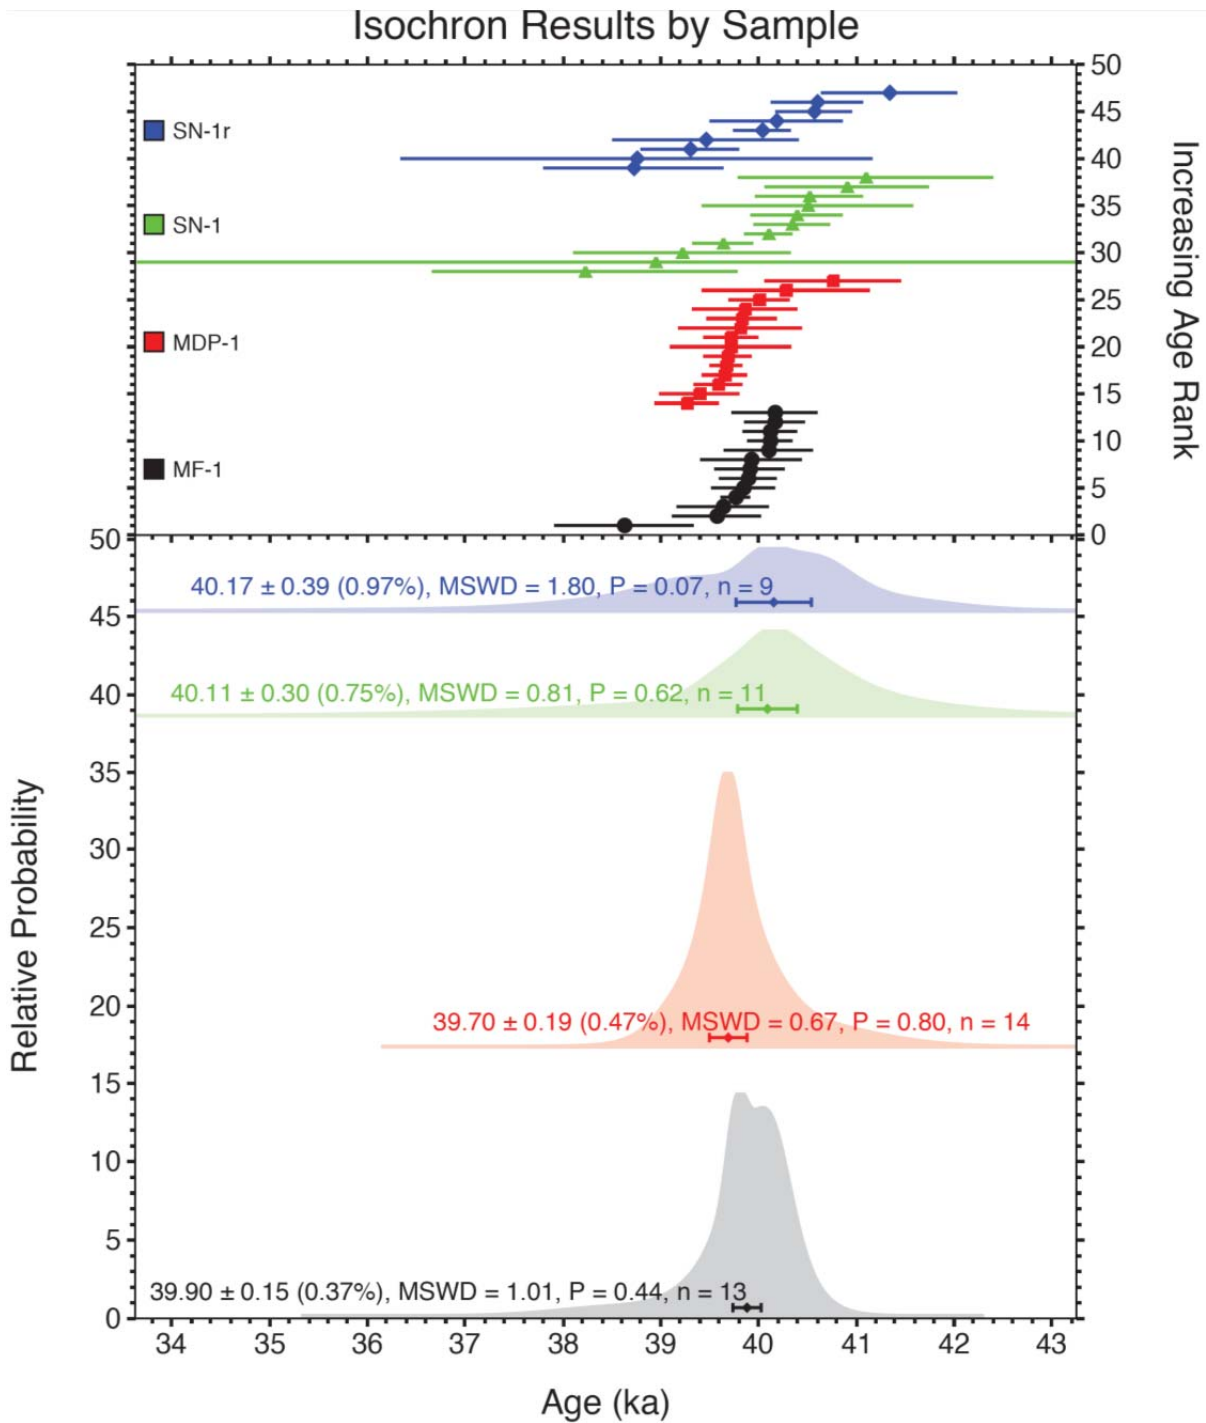 Isochron Results by Sample
50
SN-1r
45
40
SN-1
35
30
25
MDP-1
20
15
10
MF-1
5
0
Increasing Age Rank
50
40.17 ± 0.39 (0.97%), MSWD = 1.80, P = 0.07, n = 9
45
40.11 ± 0.30 (0.75%), MSWD = 0.81, P = 0.62, n = 11
40
35
30
25
20
39.70 ± 0.19 (0.47%), MSWD = 0.67, P = 0.80, n = 14
15
10
5
39.90 ± 0.15 (0.37%), MSWD = 1.01, P = 0.44, n = 13
0
Relative Probability
34 35 36 37 38 39 40 41 42 43
Age (ka)